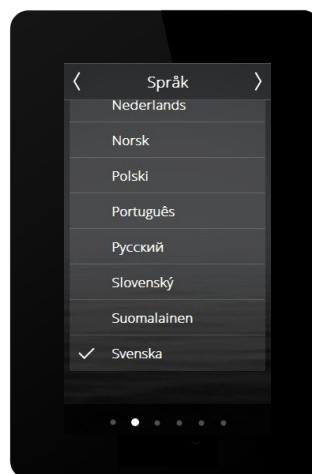 Språk
Nederlands
Norsk
Polski
Português
Русский
Slovenský
Suomalainen
Svenska